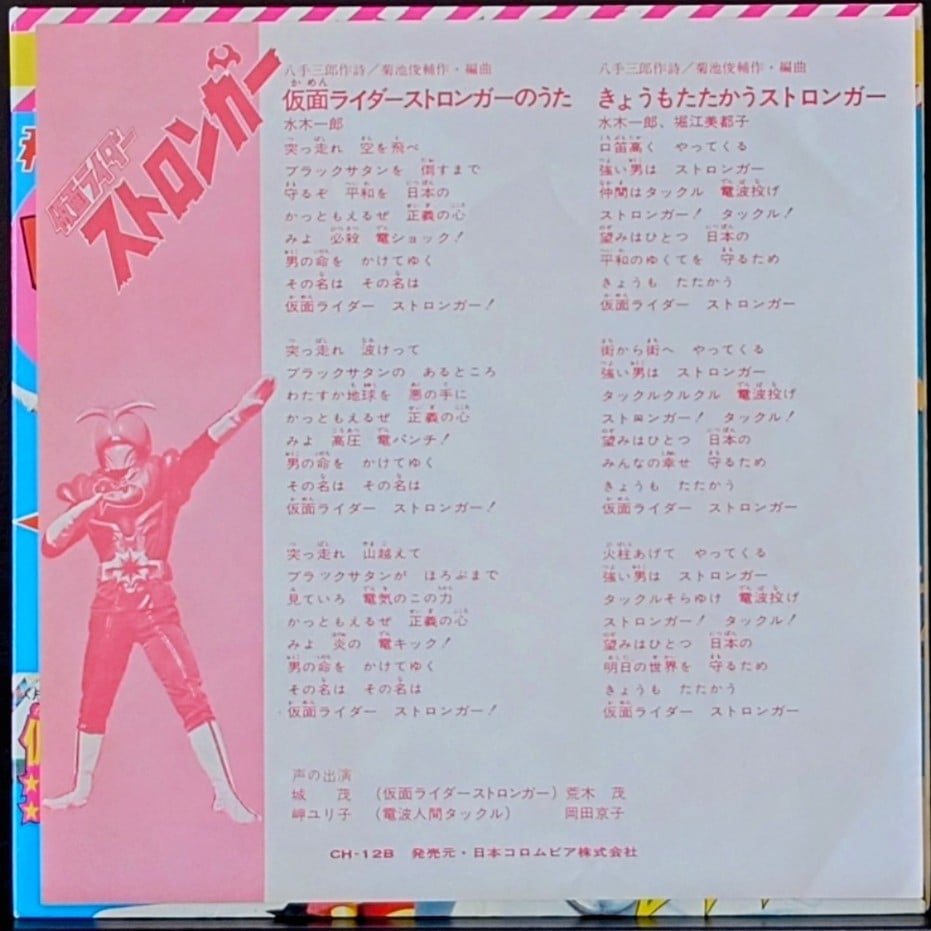 仮面ライダー
ストロンガー
八手三郎作詩/菊池俊輔作・編曲
仮面ライダーストロンガーのうた
水木一郎
突っ走れ 空を飛べ
ブラックサタンを 倒すまで
守るぞ 平和を 日本の
かっともえるぜ 正義の心
みよ 必殺 電ショック!
男の命を かけてゆく
その名は その名は
仮面ライダー ストロンガー!
突っ走れ 波けって
ブラックサタンの あるところ
わたすか地球を 悪の手に
かっともえるぜ 正義の心
みよ 高圧 電パンチ!
男の命を かけてゆく
その名は その名は
仮面ライダー ストロンガー!
突っ走れ 山越えて
ブラックサタンが ほろぶまで
見ていろ 電気のこの力
かっともえるぜ 正義の心
みよ 炎の 電キック!
男の命を かけてゆく
その名は その名は
仮面ライダー ストロンガー!
八手三郎作詩/菊池俊輔作・編曲
きょうもたたかうストロンガー
水木一郎、堀江美都子
口笛高く やってくる
強い男は ストロンガー
仲間はタックル 電波投げ
ストロンガー! タックル!
望みはひとつ 日本の
平和のゆくてを 守るため
きょうも たたかう
仮面ライダー ストロンガー
街から街へ やってくる
強い男は ストロンガー
タックルクルクル 電波投げ
ストロンガー! タックル!
望みはひとつ 日本の
みんなの幸せ 守るため
きょうも たたかう
仮面ライダー ストロンガー
火柱あげて やってくる
強い男は ストロンガー
タックルそらゆけ 電波投げ
ストロンガー! タックル!
望みはひとつ 日本の
明日の世界を 守るため
きょうも たたかう
仮面ライダー ストロンガー
声の出演
城 茂 (仮面ライダーストロンガー) 荒木 茂
岬ユリ子 (電波人間タックル) 岡田京子
CH-12B 発売元・日本コロムビア株式会社